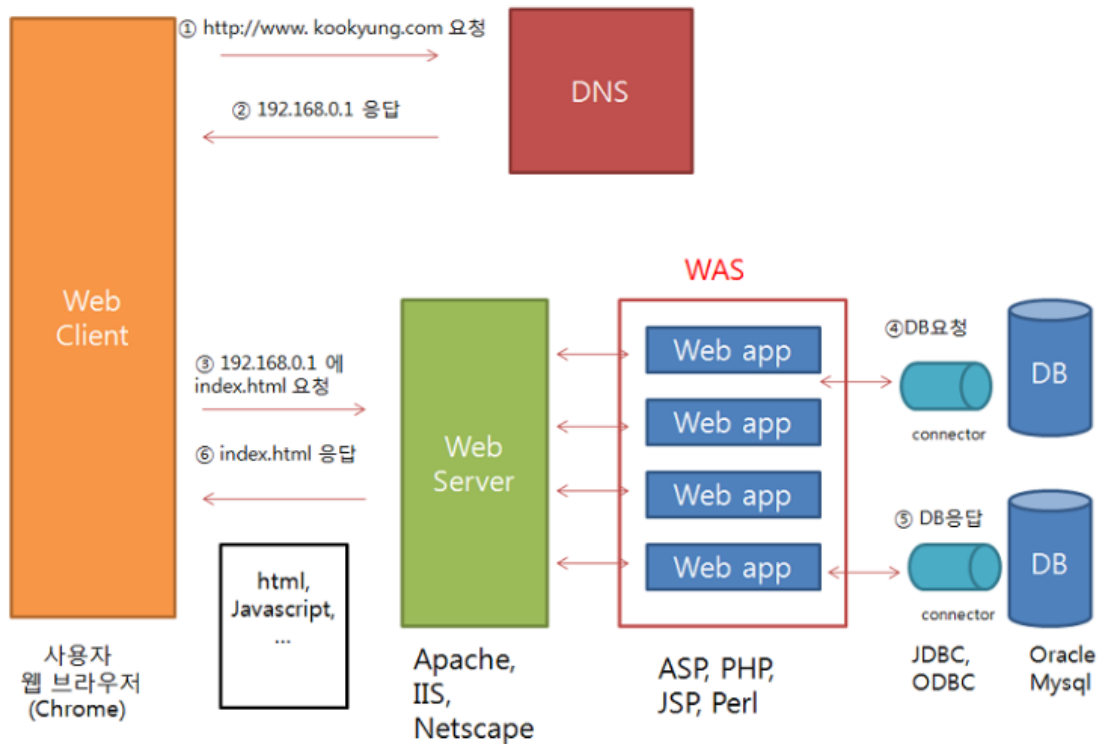 ① http://www. kookyung.com 요청
② 192.168.0.1 응답
DNS
Web
Client
③ 192.168.0.1 에
index.html 요청
⑥ index.html 응답
html,
Javascript,
...
사용자
웹 브라우저
(Chrome)
Web
Server
Apache,
IIS,
Netscape
WAS
Web app
Web app
Web app
Web app
ASP, PHP,
JSP, Perl
④DB요청
connector
DB
⑤ DB응답
connector
DB
JDBC,
ODBC
Oracle
Mysql